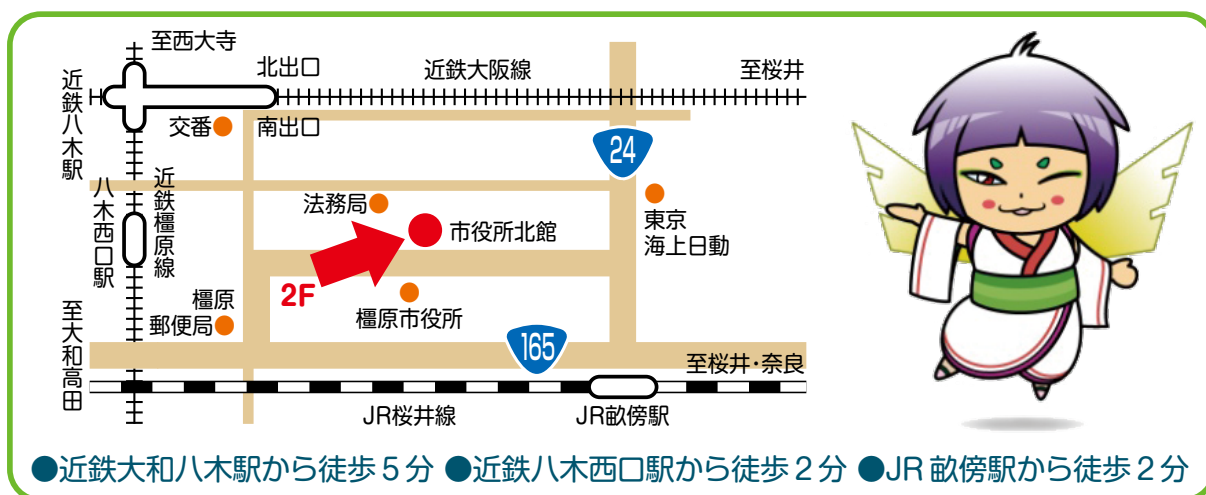 至西大寺
北出口
近鉄大阪線
至桜井
近鉄八木駅
交番
南出口
24
八木西口駅
近鉄橿原線
法務局
市役所北館
東京
海上日動
2F
橿原
郵便局
橿原市役所
至大和高田
165
至桜井・奈良
JR桜井線
JR畝傍駅
●近鉄大和八木駅から徒歩5分 ●近鉄八木西口駅から徒歩2分 ●JR畝傍駅から徒歩2分